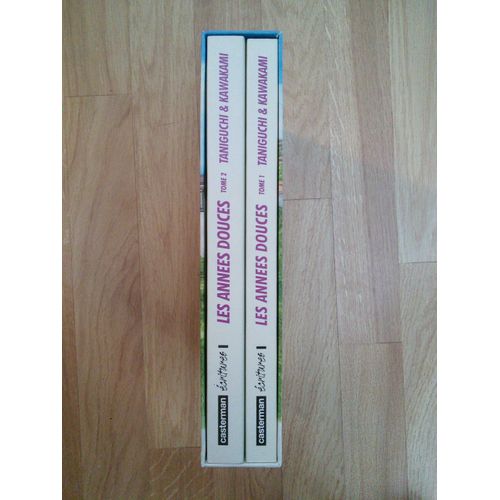 casterman écritures LES ANNEES DOUCES TOME 2 TANIGUCHI & KAWAKAMI
casterman écritures LES ANNEES DOUCES TOME 1 TANIGUCHI & KAWAKAMI